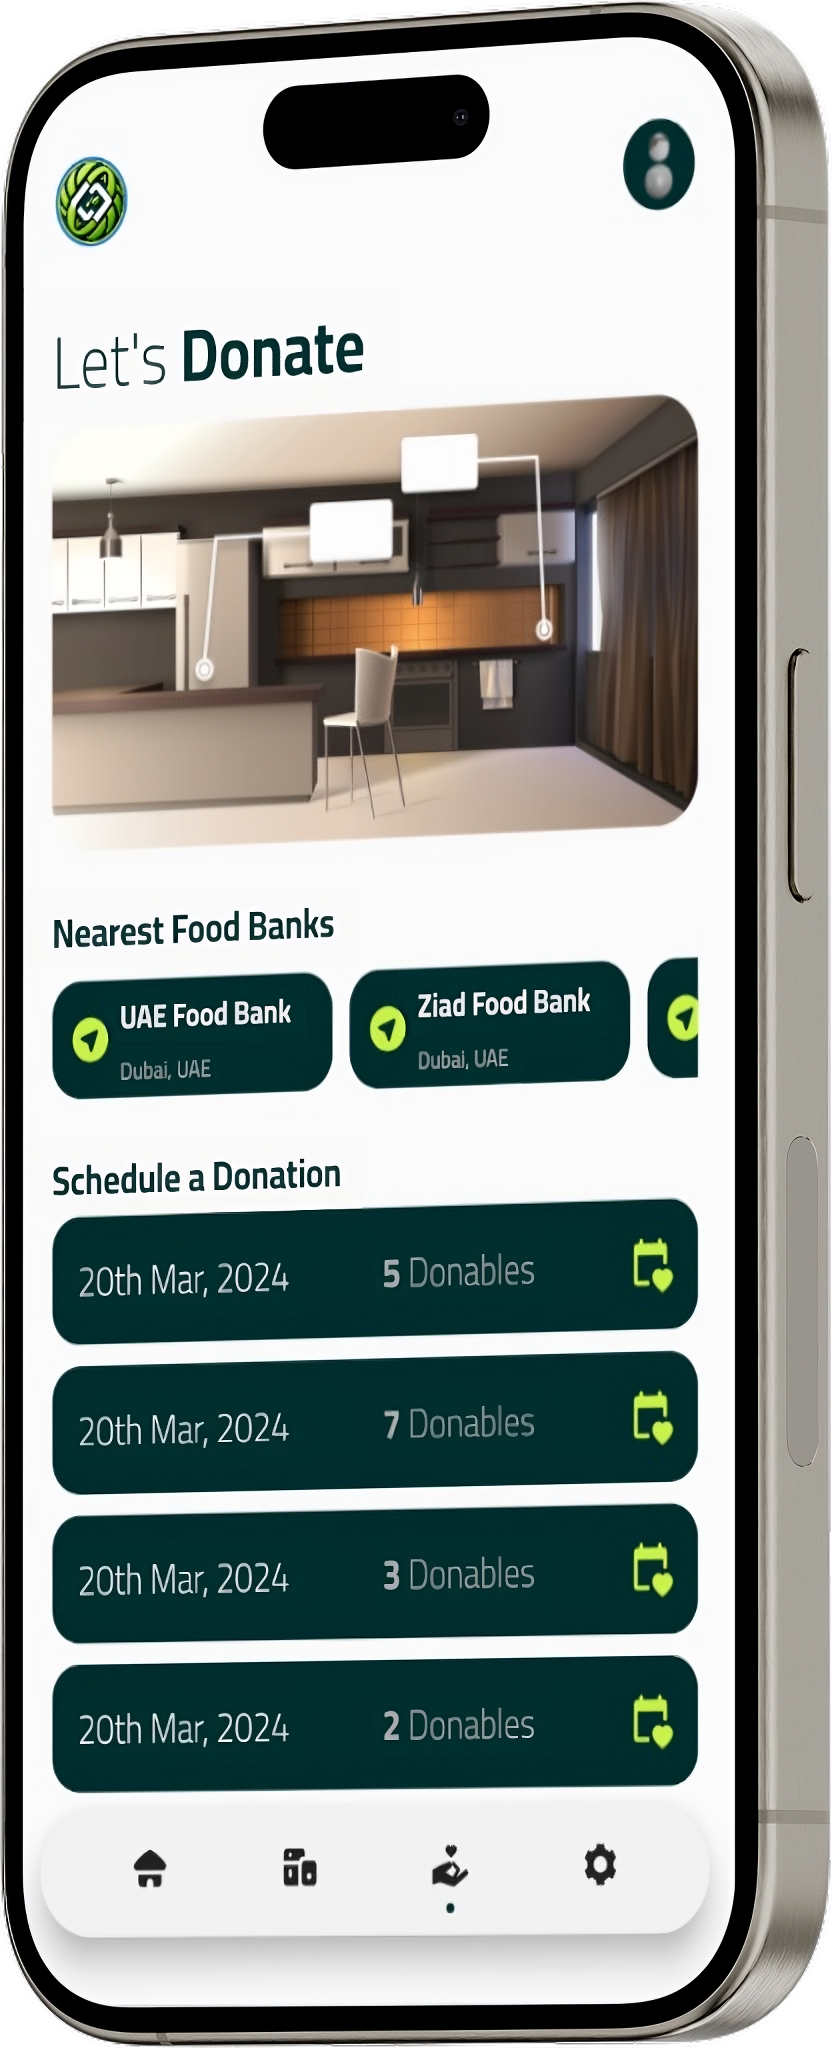 Let's Donate
Nearest Food Banks
UAE Food Bank
Dubai, UAE
Ziad Food Bank
Dubai, UAE
Schedule a Donation
20th Mar, 2024 5 Donables
20th Mar, 2024 7 Donables
20th Mar, 2024 3 Donables
20th Mar, 2024 2 Donables